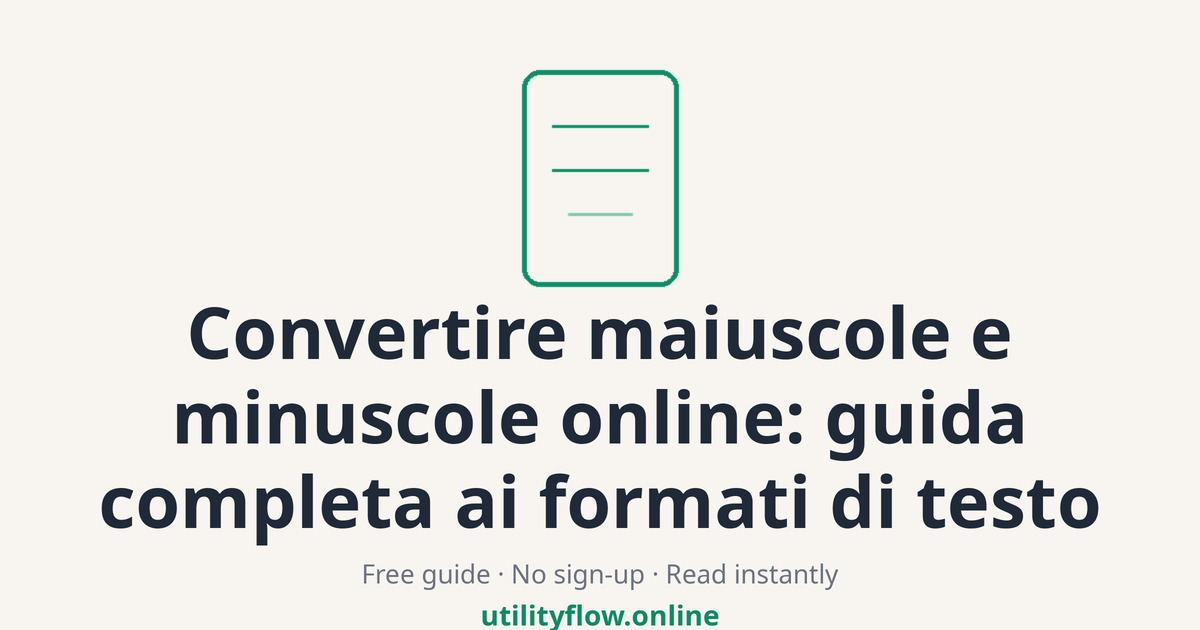 Convertire maiuscole e
minuscole online: guida
completa ai formati di testo
Free guide · No sign-up · Read instantly
utilityflow.online